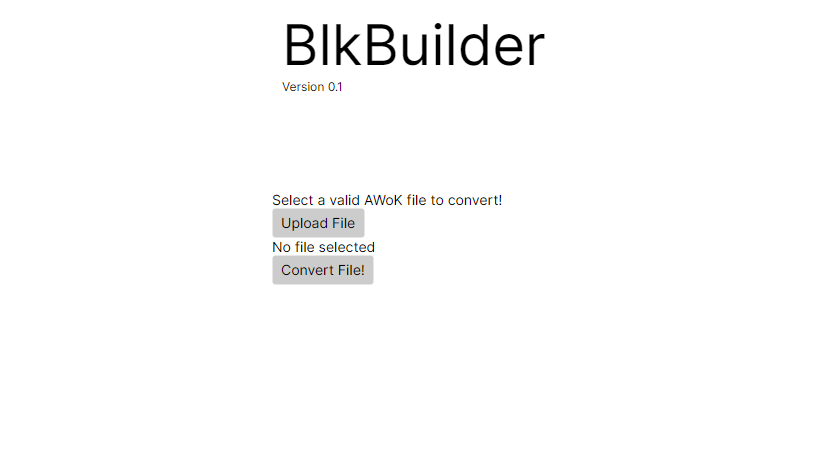 BlkBuilder
Version 0.1
Select a valid AWoK file to convert!
Upload File
No file selected
Convert File!